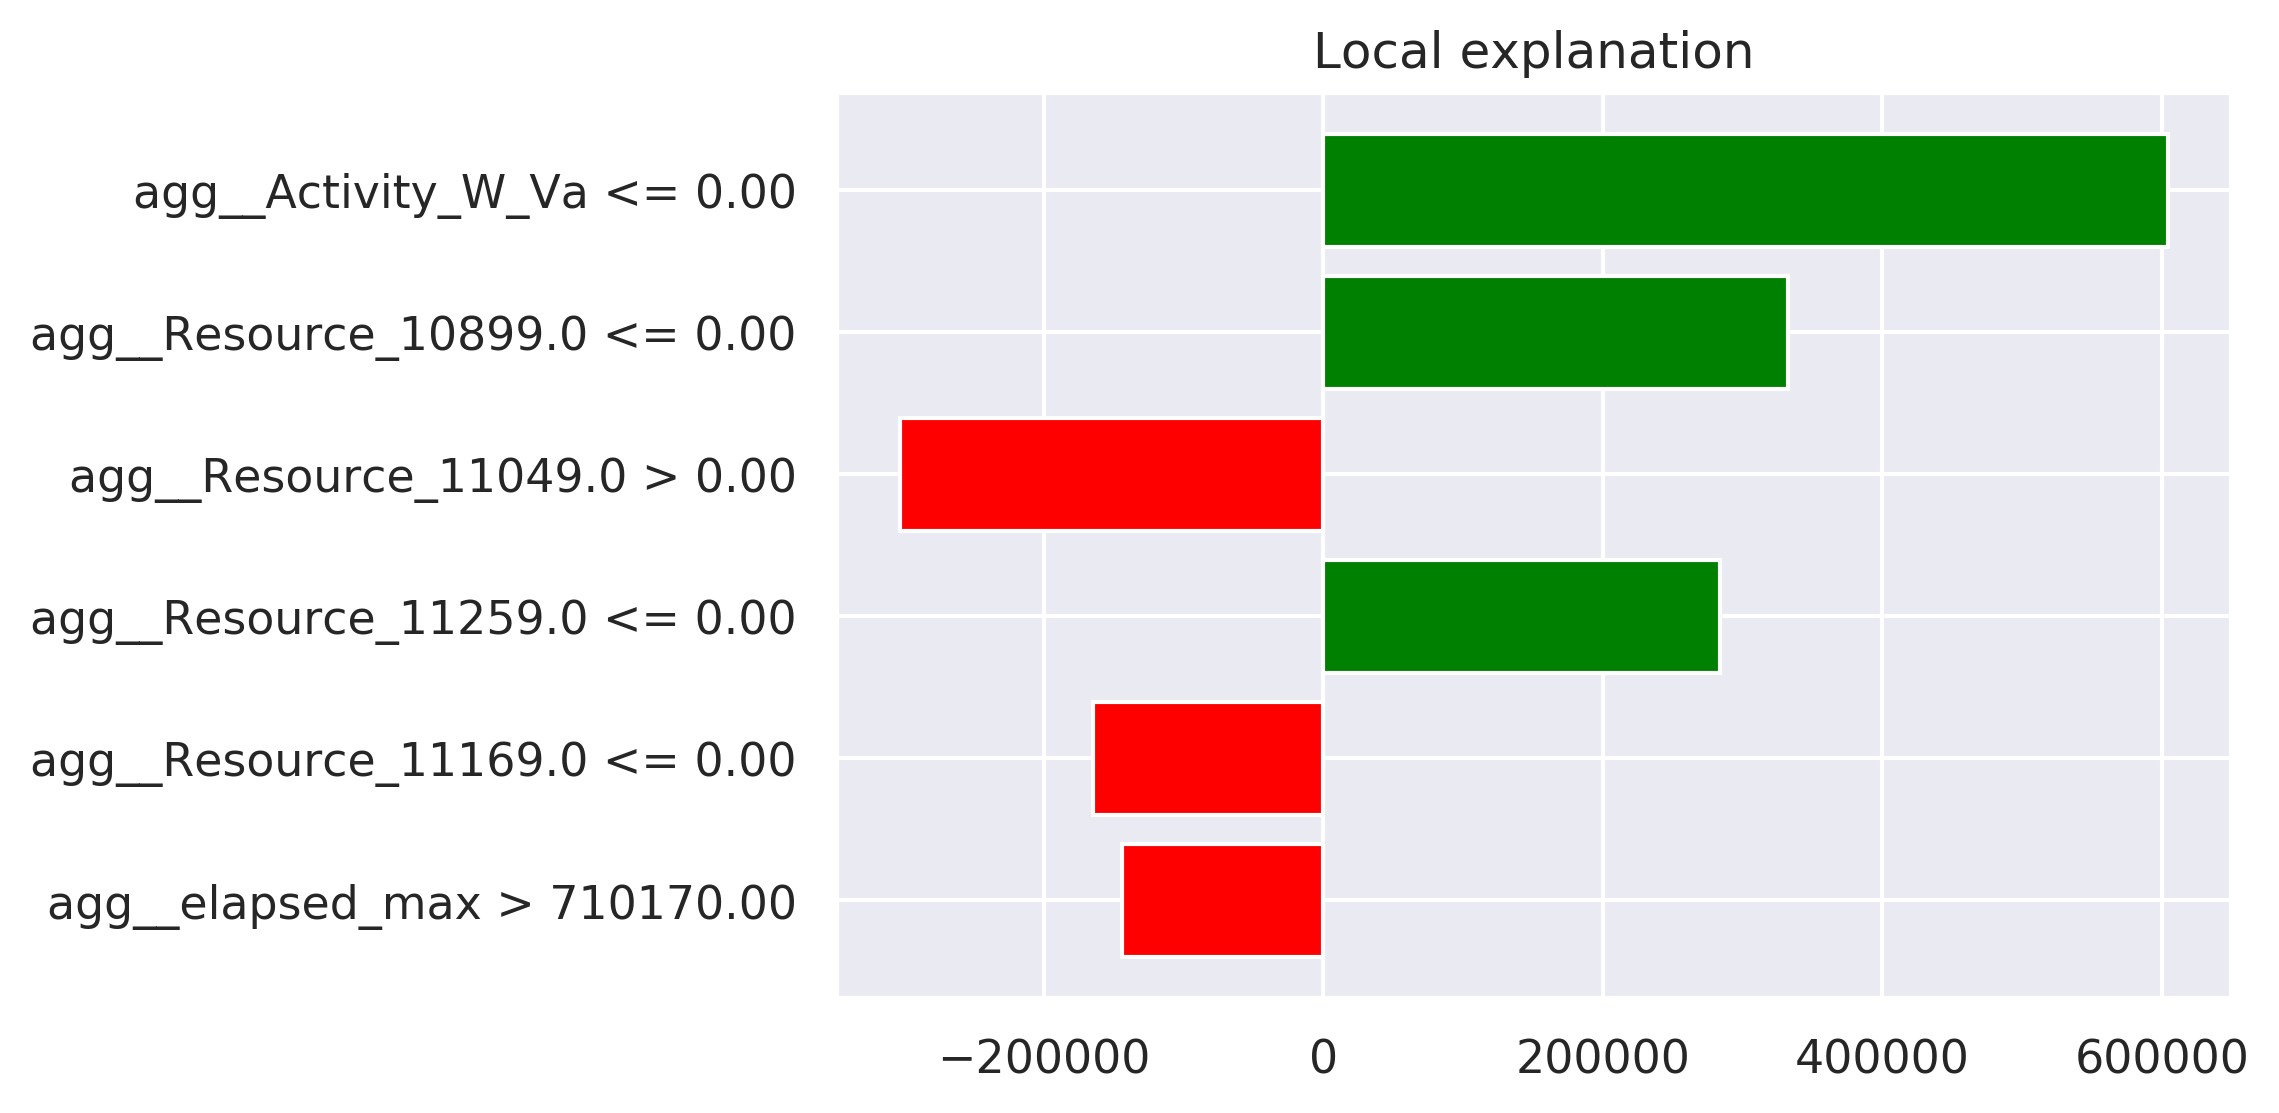 Local explanation
agg__Activity_W_Va <= 0.00
agg__Resource_10899.0 <= 0.00
agg__Resource_11049.0 > 0.00
agg__Resource_11259.0 <= 0.00
agg__Resource_11169.0 <= 0.00
agg__elapsed_max > 710170.00
−200000 0 200000 400000 600000